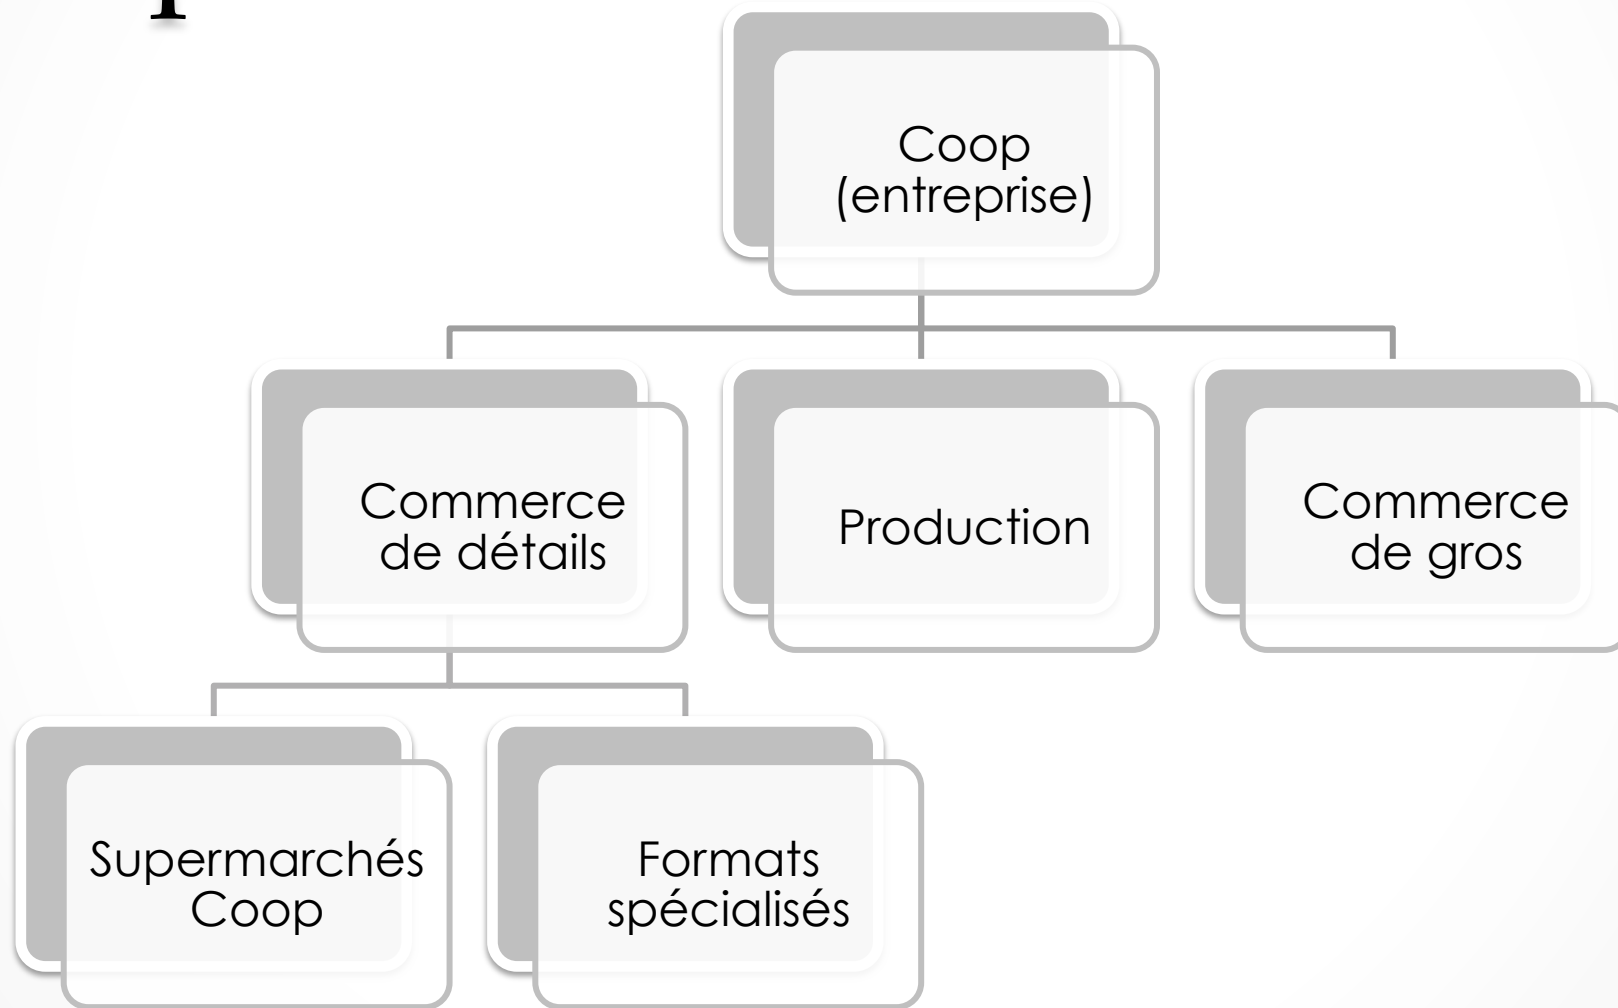 Coop
(entreprise)
Commerce
de détails
Production
Commerce
de gros
Supermarchés
Coop
Formats
spécialisés